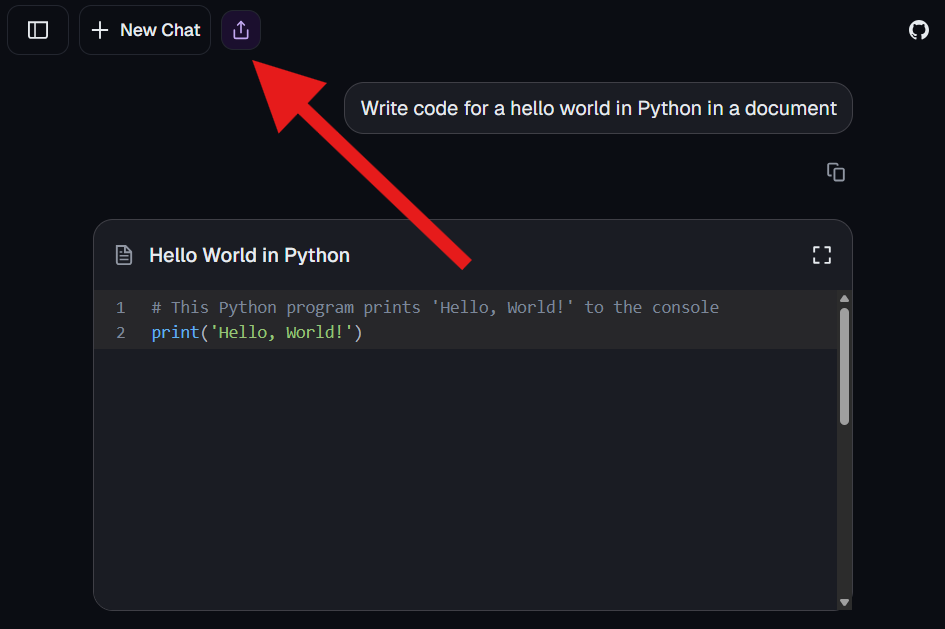 New Chat
Write code for a hello world in Python in a document
Hello World in Python
1 # This Python program prints 'Hello, World!' to the console
2 print('Hello, World!')